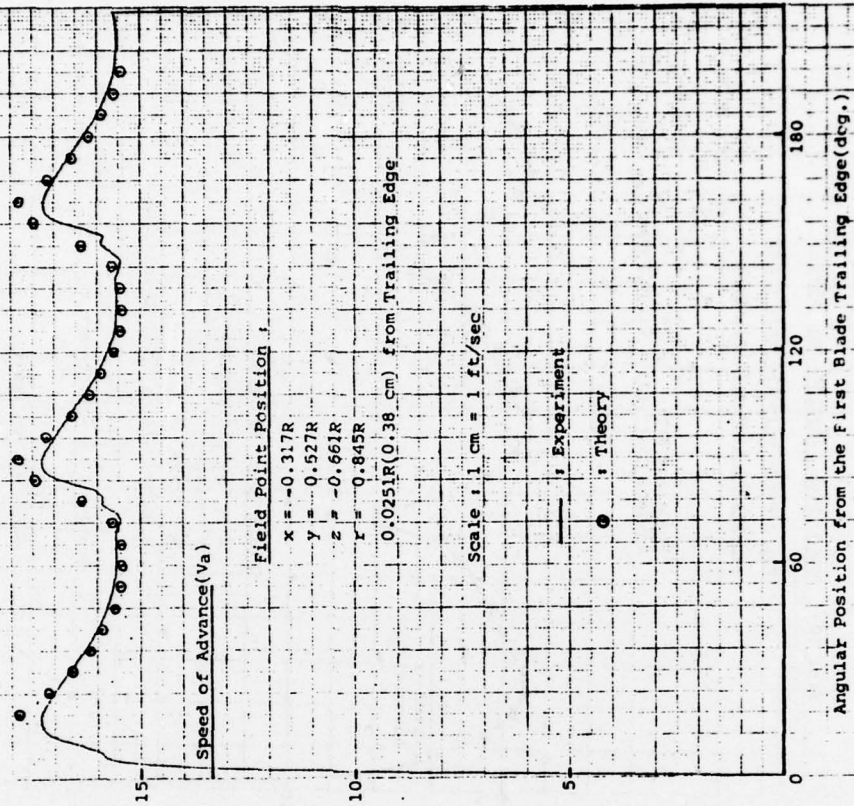 Speed of Advance(Va)
Field Point Position ;
x = -0.317R
y = 0.527R
z = -0.661R
r = 0.845R
0.0251R(0.38 cm) from Trailing Edge
Scale ; 1 cm = 1 ft/sec
; Experiment
; Theory
15
10
5
0
60
120
180
Angular Position from the First Blade Trailing Edge(deg.)